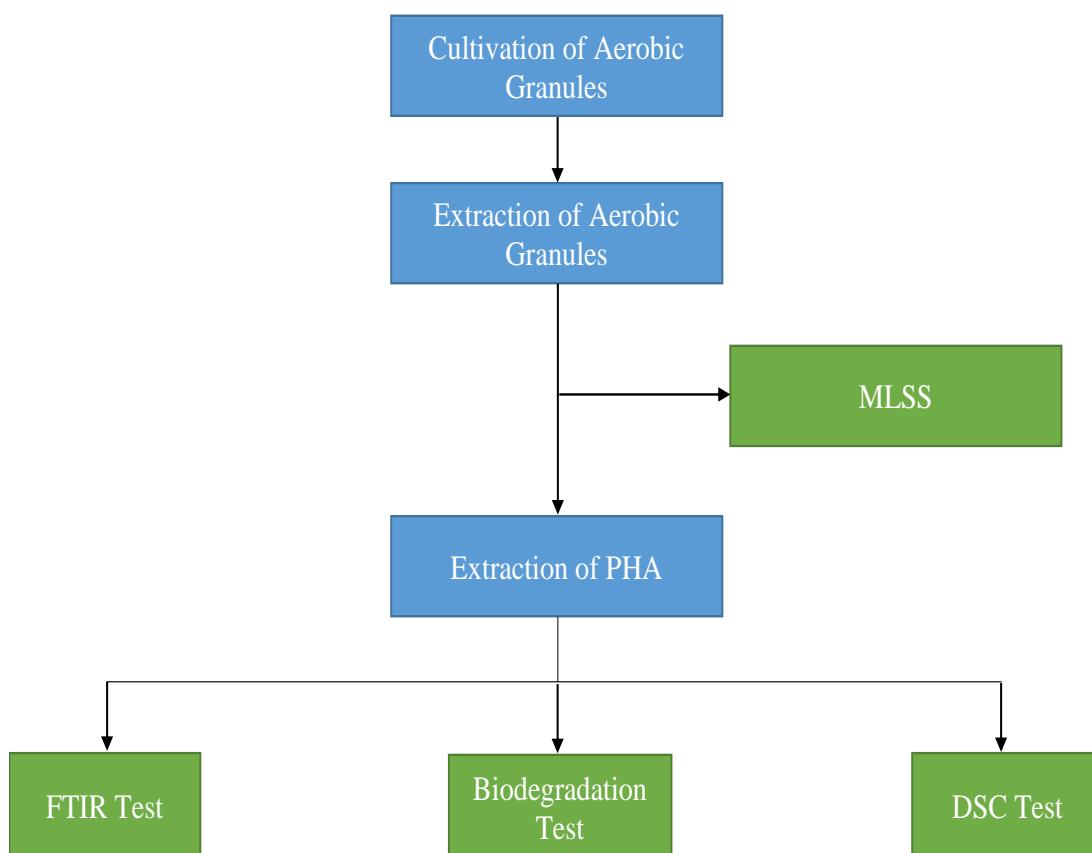 Cultivation of Aerobic
Granules
Extraction of Aerobic
Granules
MLSS
Extraction of PHA
FTIR Test
Biodegradation
Test
DSC Test